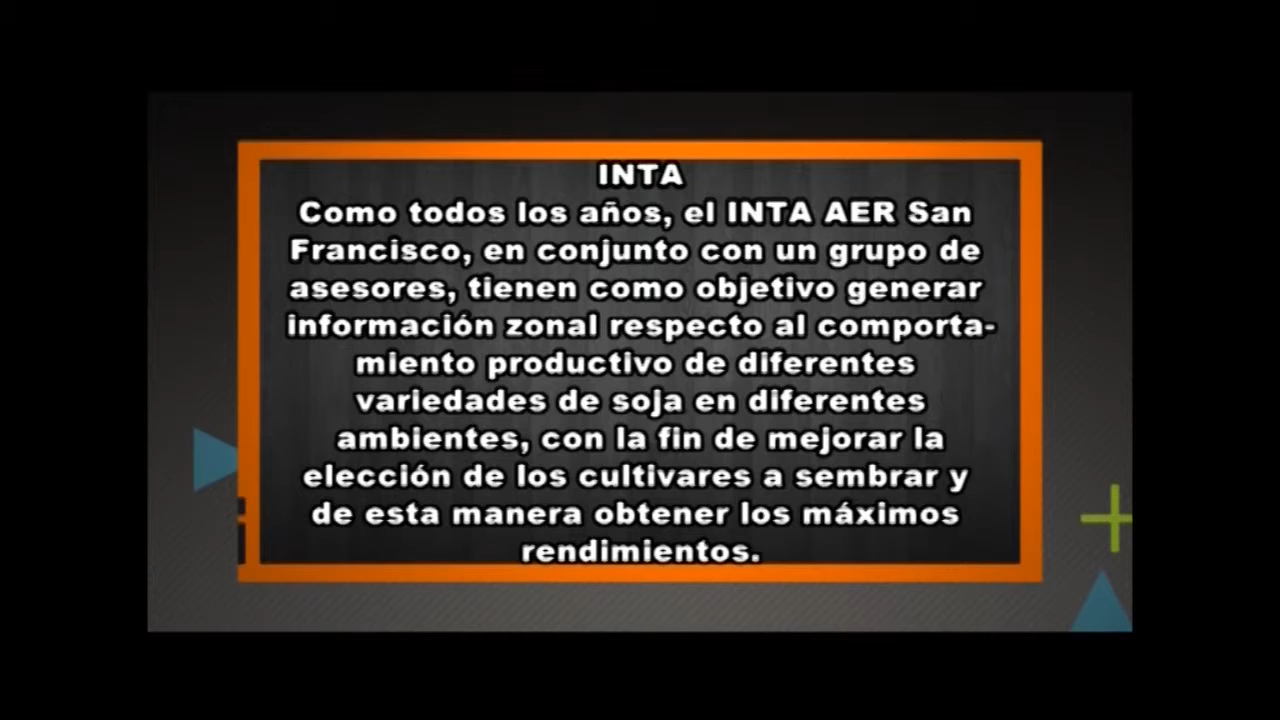 INTA
Como todos los años, el INTA AER San
Francisco, en conjunto con un grupo de
asesores, tienen como objetivo generar
información zonal respecto al comporta-
miento productivo de diferentes
variedades de soja en diferentes
ambientes, con la fin de mejorar la
elección de los cultivares a sembrar y
de esta manera obtener los máximos
rendimientos.